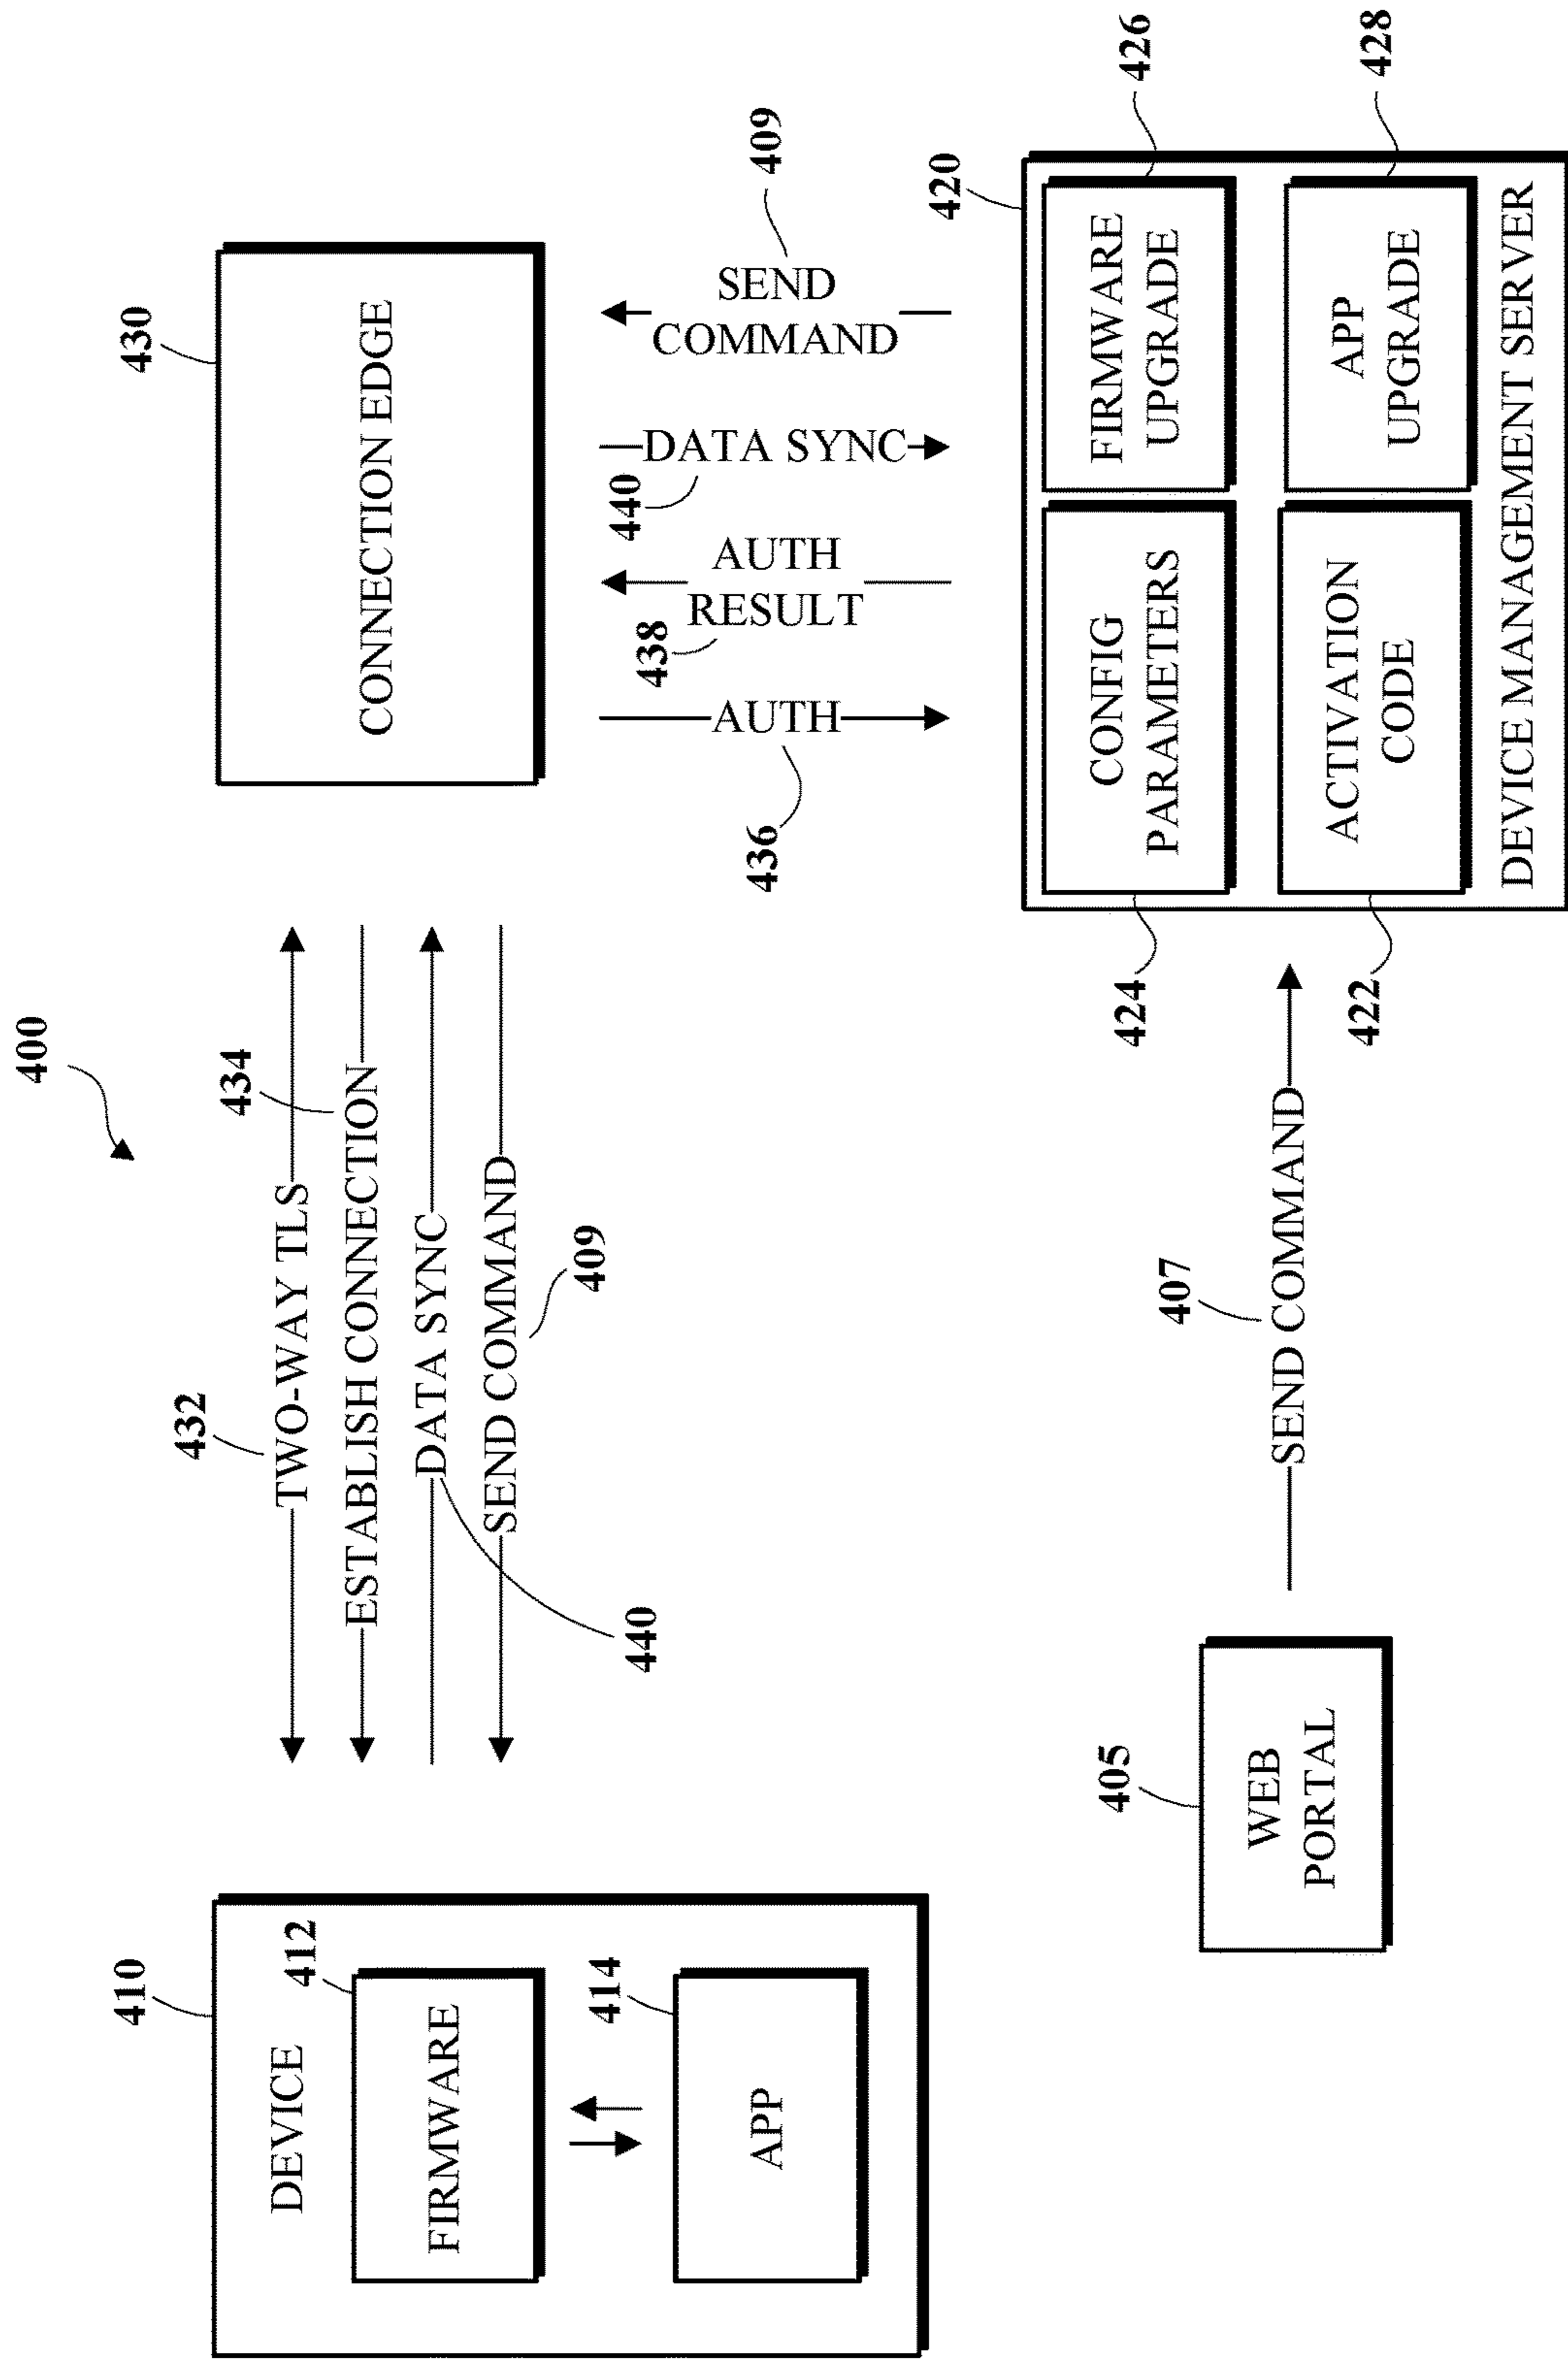 400
410
DEVICE
412
FIRMWARE
414
APP
432
TWO-WAY TLS
434
ESTABLISH CONNECTION
DATA SYNC
440
SEND COMMAND
409
430
CONNECTION EDGE
436
AUTH
AUTH
RESULT
438
DATA SYNC
440
SEND
COMMAND
409
405
WEB
PORTAL
407
SEND COMMAND
420
424
CONFIG
PARAMETERS
FIRMWARE
UPGRADE
426
422
ACTIVATION
CODE
APP
UPGRADE
428
DEVICE MANAGEMENT SERVER